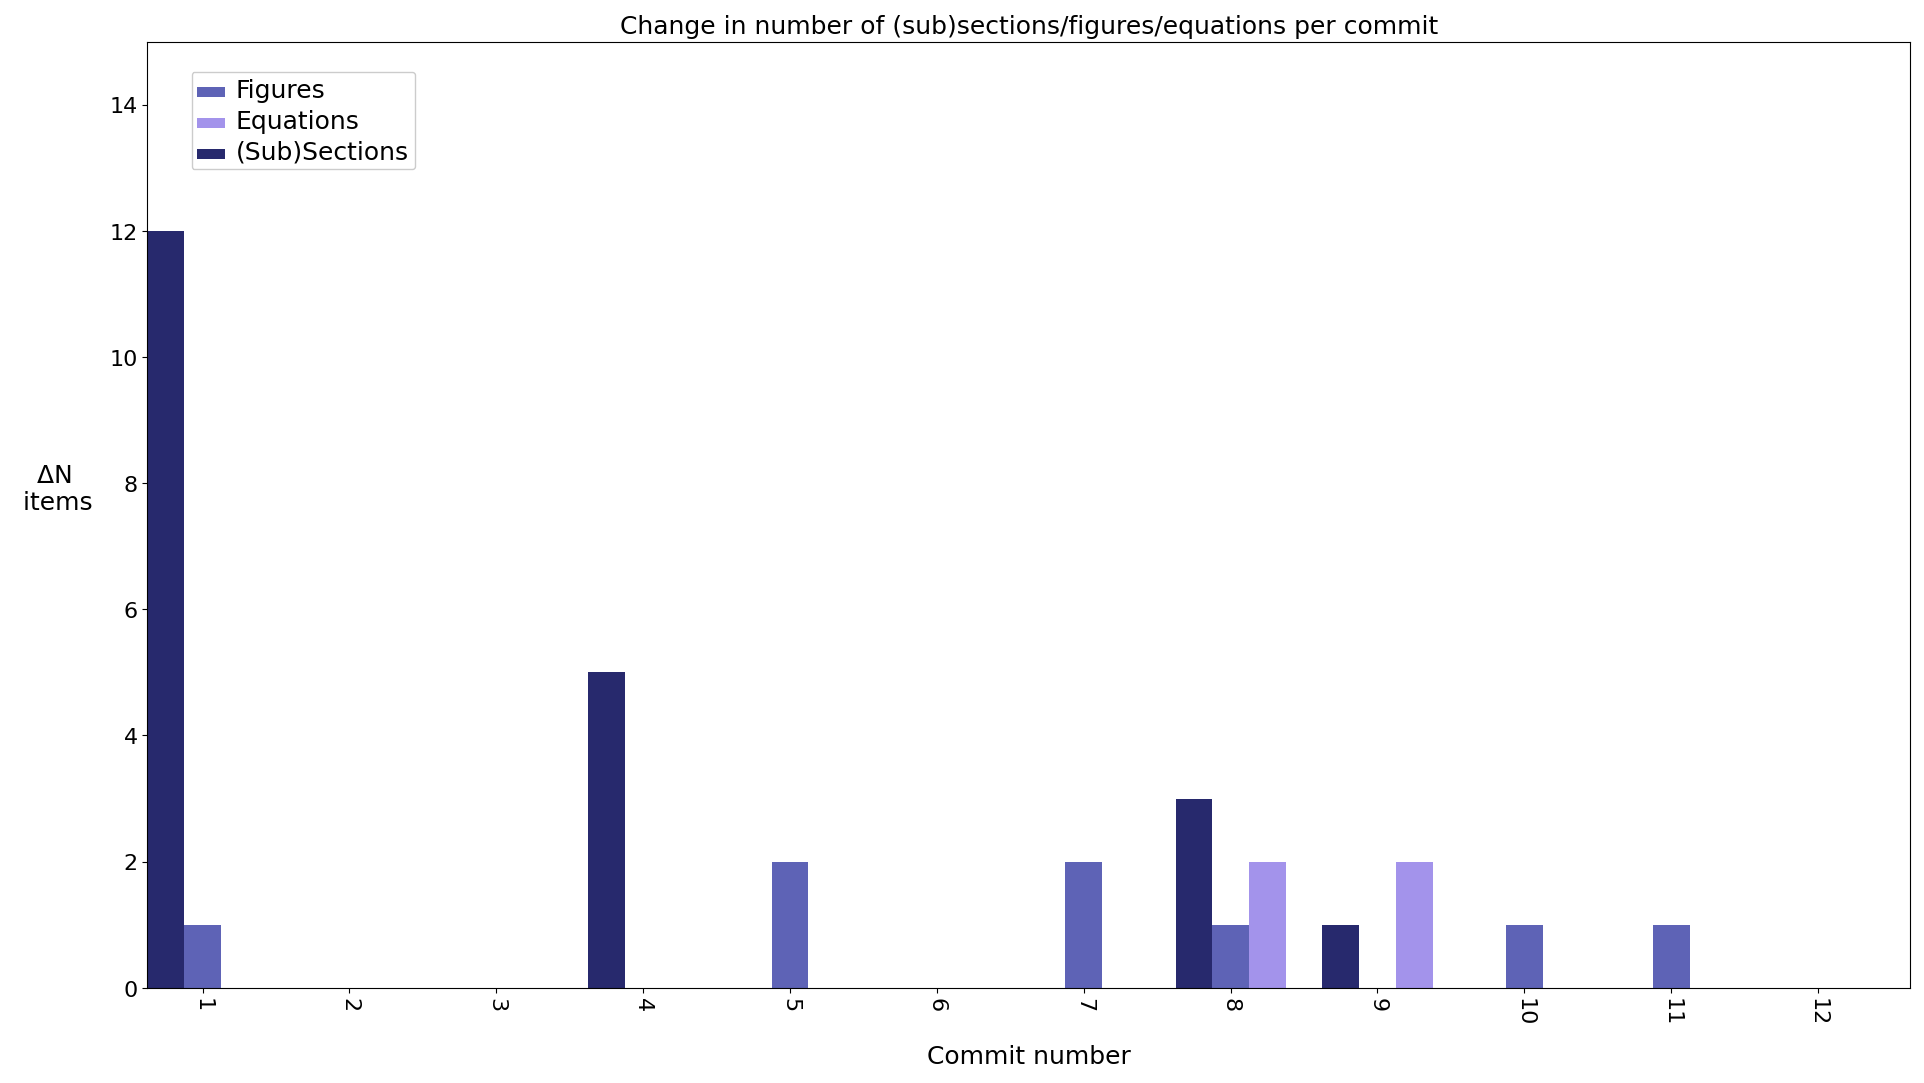 Change in number of (sub)sections/figures/equations per commit
Figures
Equations
(Sub)Sections
14
12
10
8
6
4
2
0
ΔN
items
1 2 3 4 5 6 7 8 9 10 11 12
Commit number